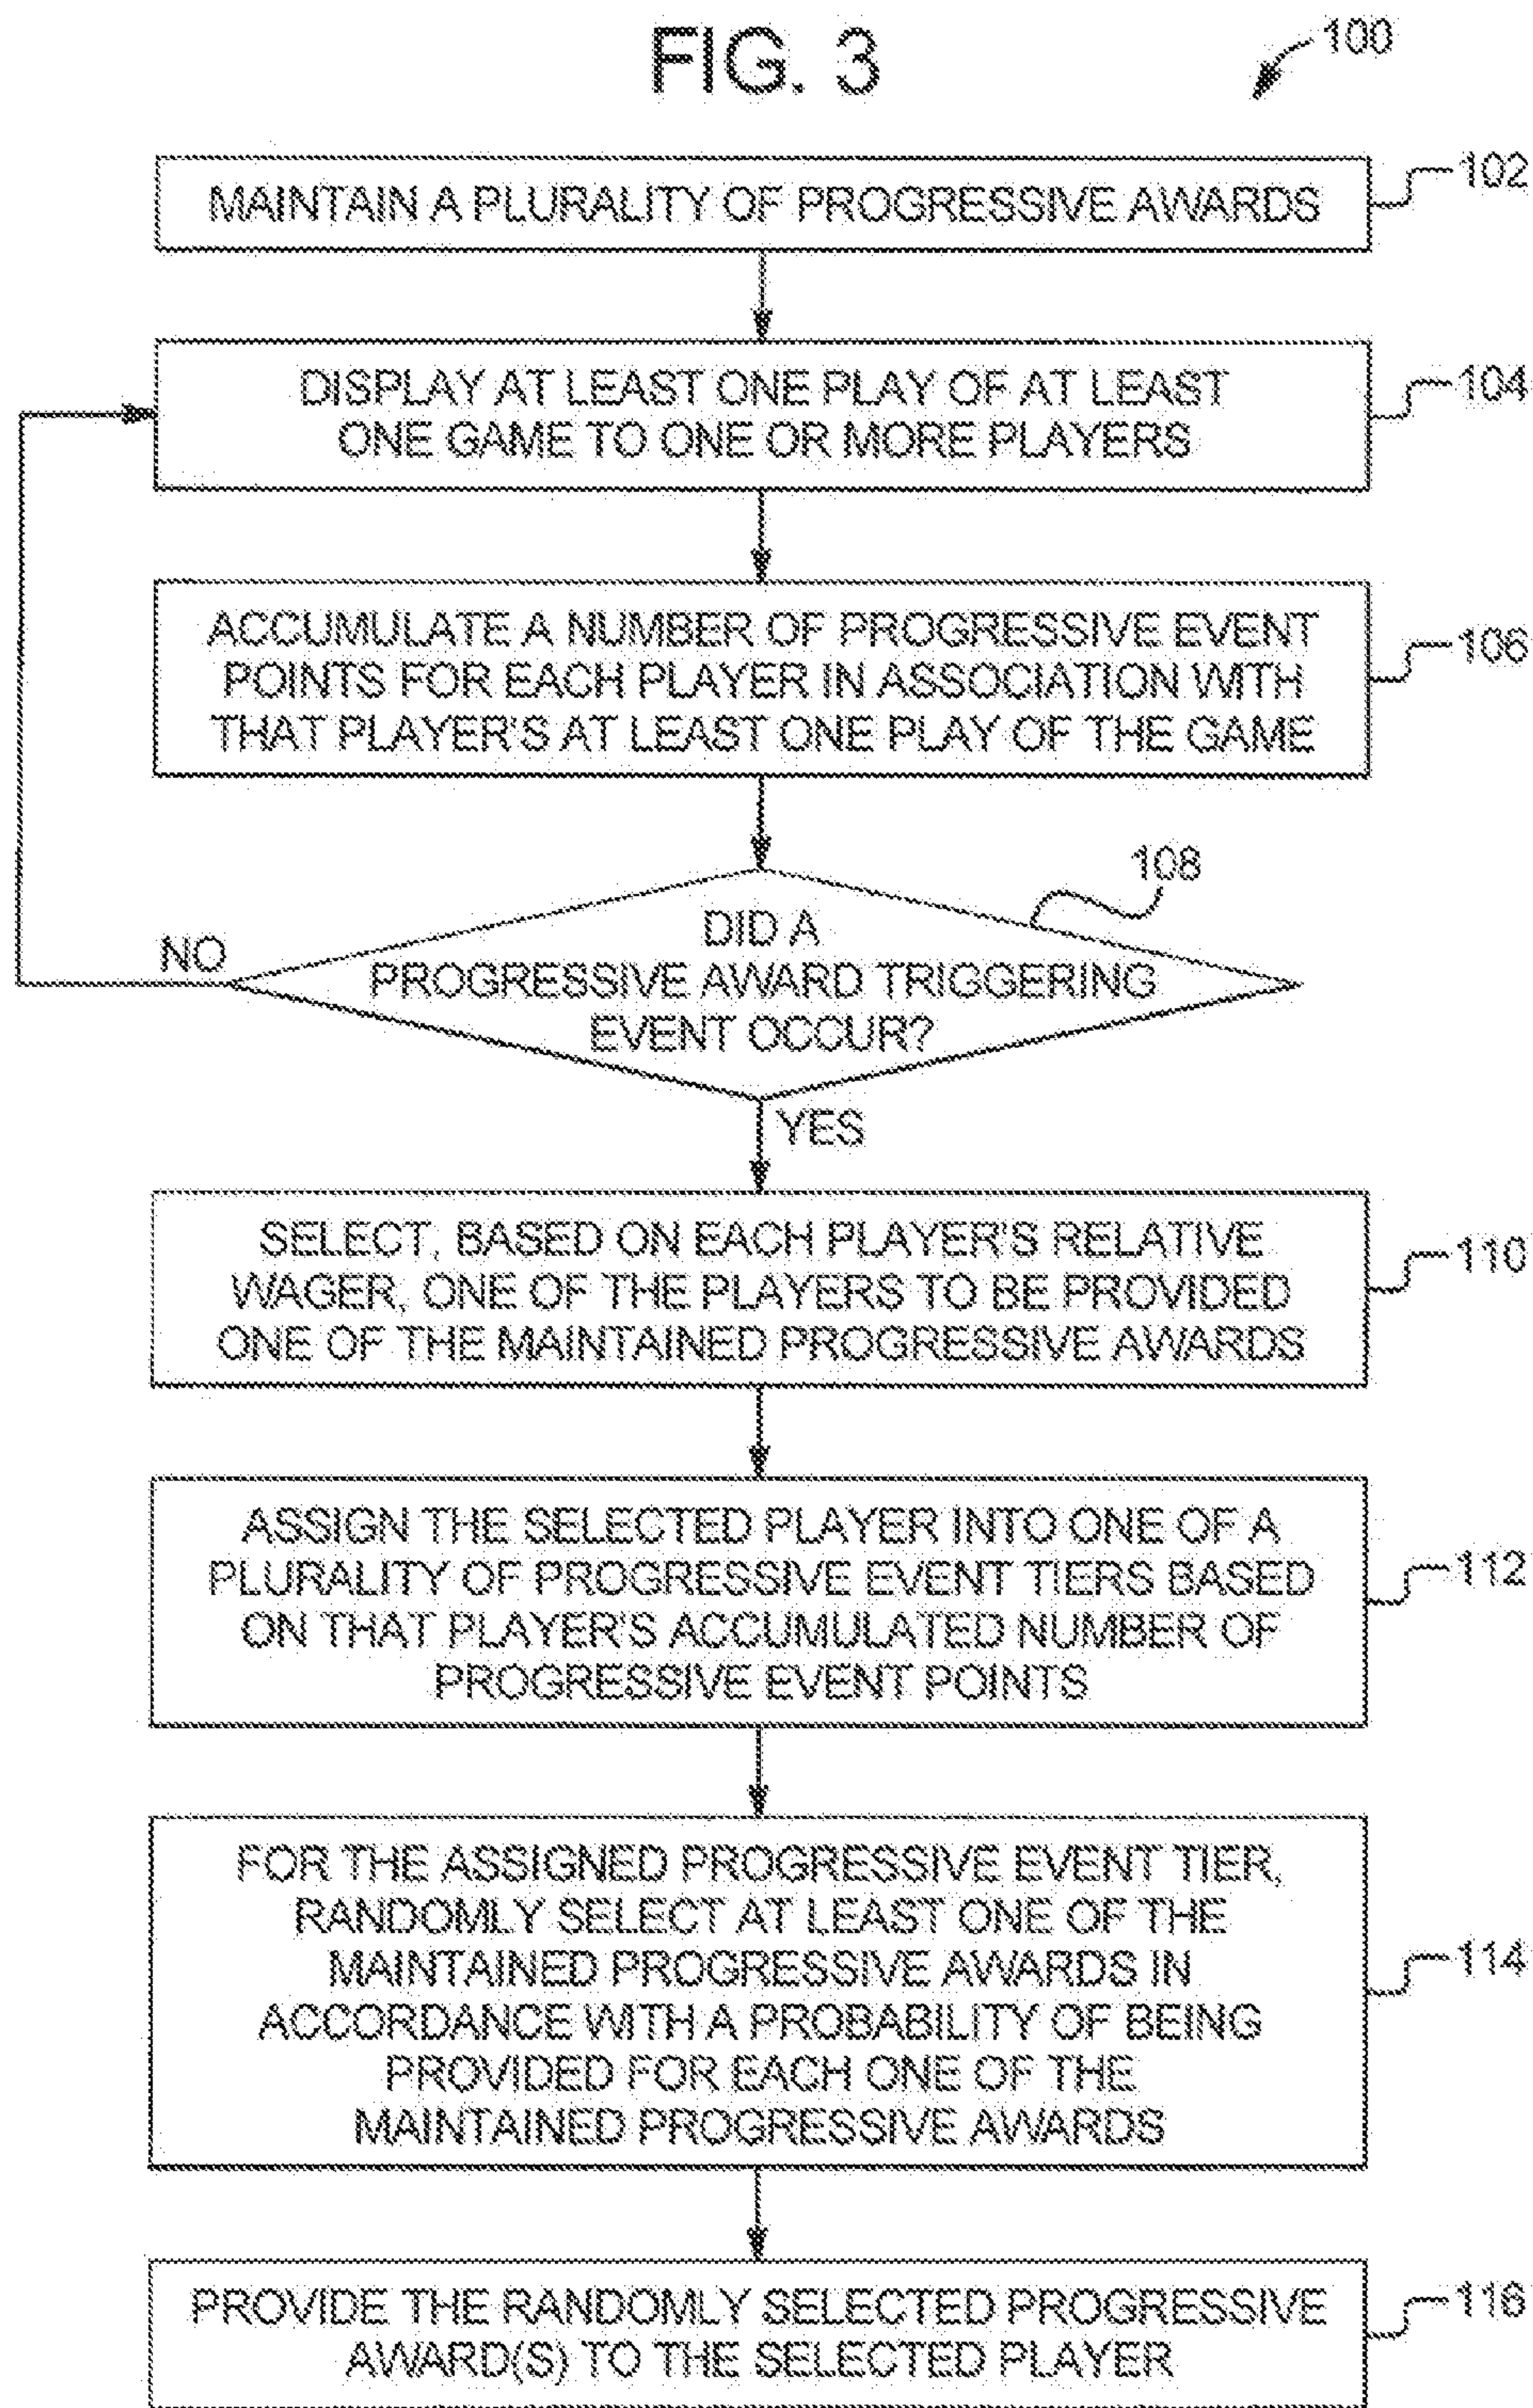 FIG. 3
100
MAINTAIN A PLURALITY OF PROGRESSIVE AWARDS
102
DISPLAY AT LEAST ONE PLAY OF AT LEAST
ONE GAME TO ONE OR MORE PLAYERS
104
ACCUMULATE A NUMBER OF PROGRESSIVE EVENT
POINTS FOR EACH PLAYER IN ASSOCIATION WITH
THAT PLAYER'S AT LEAST ONE PLAY OF THE GAME
106
108
DID A
PROGRESSIVE AWARD TRIGGERING
EVENT OCCUR?
NO
YES
SELECT, BASED ON EACH PLAYER'S RELATIVE
WAGER, ONE OF THE PLAYERS TO BE PROVIDED
ONE OF THE MAINTAINED PROGRESSIVE AWARDS
110
ASSIGN THE SELECTED PLAYER INTO ONE OF A
PLURALITY OF PROGRESSIVE EVENT TIERS BASED
ON THAT PLAYER'S ACCUMULATED NUMBER OF
PROGRESSIVE EVENT POINTS
112
FOR THE ASSIGNED PROGRESSIVE EVENT TIER,
RANDOMLY SELECT AT LEAST ONE OF THE
MAINTAINED PROGRESSIVE AWARDS IN
ACCORDANCE WITH A PROBABILITY OF BEING
PROVIDED FOR EACH ONE OF THE
MAINTAINED PROGRESSIVE AWARDS
114
PROVIDE THE RANDOMLY SELECTED PROGRESSIVE
AWARD(S) TO THE SELECTED PLAYER
116